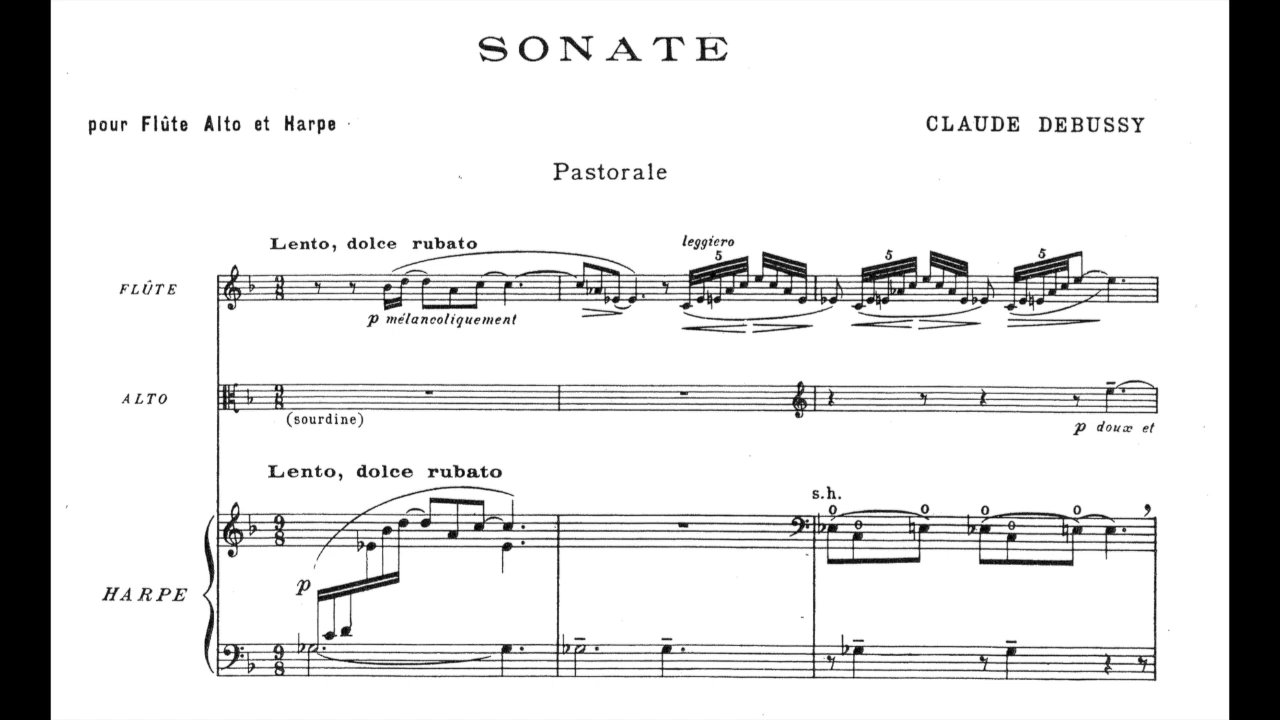 SONATE
pour Flûte Alto et Harpe
CLAUDE DEBUSSY
Pastorale
Lento, dolce rubato
leggiero
5
5
5
FLÛTE
9
8
p mélancoliquement
ALTO
9
8
(sourdine)
p doux et
Lento, dolce rubato
s.h.
9
8
p
HARPE
9
8